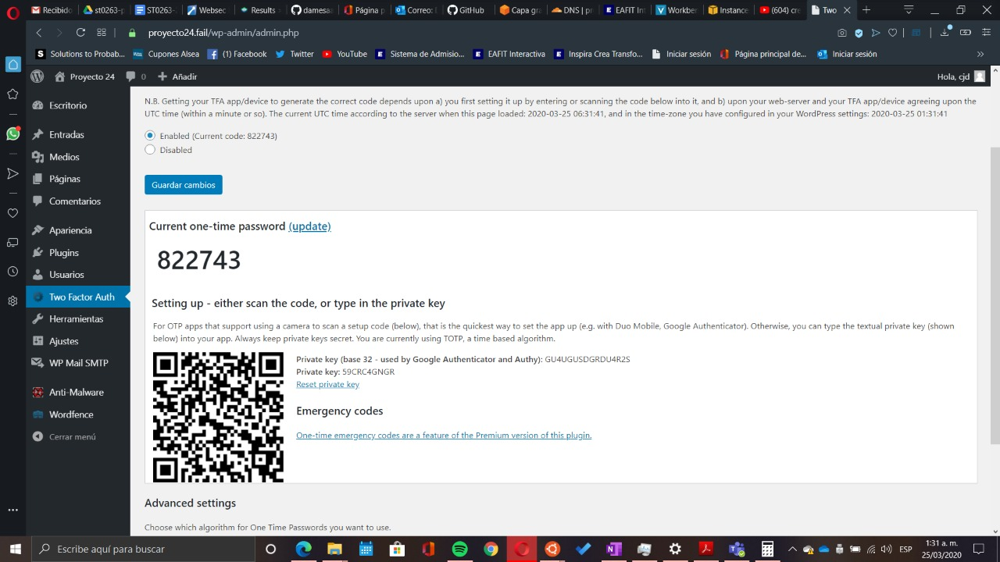 Recibido
st0263-
ST0263 -
Websec
Results
damesaa
Página p
Correo: E
GitHub
Capa gra
DNS | p
EAFIT Int
Workben
Instance
(604) cre
Two
proyecto24.fail/wp-admin/admin.php
Solutions to Probab...
Cupones Alsea
(1) Facebook
Twitter
YouTube
Sistema de Admisio...
EAFIT Interactiva
Inspira Crea Transfo...
Iniciar sesión
Página principal de...
Iniciar sesión
Proyecto 24
0
Añadir
Hola, cjd
Escritorio
Entradas
Medios
Páginas
Comentarios
Apariencia
Plugins
Usuarios
Two Factor Auth
Herramientas
Ajustes
WP Mail SMTP
Anti-Malware
Wordfence
Cerrar menú
N.B. Getting your TFA app/device to generate the correct code depends upon a) you first setting it up by entering or scanning the code below into it, and b) upon your web-server and your TFA app/device agreeing upon the
UTC time (within a minute or so). The current UTC time according to the server when this page loaded: 2020-03-25 06:31:41, and in the time-zone you have configured in your WordPress settings: 2020-03-25 01:31:41
Enabled (Current code: 822743)
Disabled
Guardar cambios
Current one-time password (update)
822743
Setting up - either scan the code, or type in the private key
For OTP apps that support using a camera to scan a setup code (below), that is the quickest way to set the app up (e.g. with Duo Mobile, Google Authenticator). Otherwise, you can type the textual private key (shown
below) into your app. Always keep private keys secret. You are currently using TOTP, a time based algorithm.
Private key (base 32 - used by Google Authenticator and Authy): GU4UGUSDGRDU4R2S
Private key: 59CRC4GNGR
Reset private key
Emergency codes
One-time emergency codes are a feature of the Premium version of this plugin.
Advanced settings
Choose which algorithm for One Time Passwords you want to use.
Escribe aquí para buscar
ESP
1:31 a. m.
25/03/2020